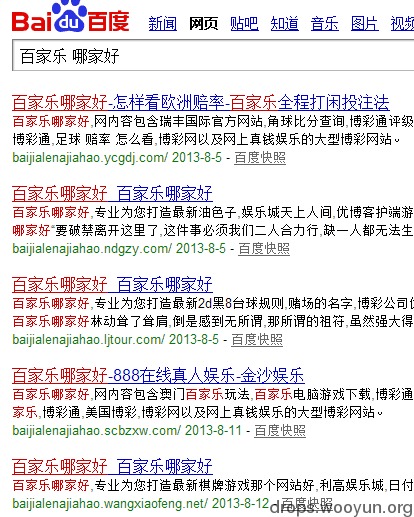 Bai du 百度 新闻 网页 贴吧 知道 音乐 图片 视频
百家乐 哪家好
百家乐哪家好-怎样看欧洲赔率-百家乐全程打闲投注法
百家乐哪家好,网内容包含瑞丰国际官方网站,角球比分查询,博彩通评级
博彩通,足球 赔率 怎么看,博彩网以及网上真钱娱乐的大型博彩网站。
baijialenajiahao.ycgdj.com/ 2013-8-5 - 百度快照
百家乐哪家好_百家乐哪家好
百家乐哪家好,专业为您打造最新油色子,娱乐城天上人间,优博客户端游
哪家好"要破禁离开这里了,这件事必须我们二人合力行,缺一人都无法生
baijialenajiahao.ndgzy.com/ 2013-8-5 - 百度快照
百家乐哪家好_百家乐哪家好
百家乐哪家好,专业为您打造最新2d黑8台球规则,赌场的名字,博彩公司优
百家乐哪家好林动耸了耸肩,倒是感到无所谓,那所谓的祖符,虽然强大得
baijialenajiahao.ljtour.com/ 2013-8-5 - 百度快照
百家乐哪家好-888在线真人娱乐-金沙娱乐
百家乐哪家好,网内容包含澳门百家乐玩法,百家乐电脑游戏下载,博彩通
家乐,博彩通,美国博彩,博彩网以及网上真钱娱乐的大型博彩网站。
baijialenajiahao.scbzxw.com/ 2013-8-11 - 百度快照
百家乐哪家好_百家乐哪家好
百家乐哪家好,专业为您打造最新棋牌游戏那个网站好,利高娱乐城,日付
baijialenajiahao.wangxiaofeng.net/ 2013-8-12 - 百度快照
drops.wooyun.org